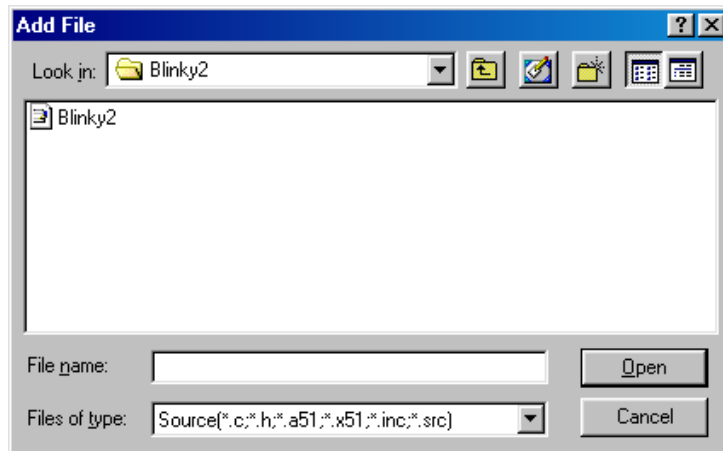 Add File
Look in: Blinky2
Blinky2
File name:
Open
Files of type: Source(*.c;*.h;*.a51;*.x51;*.inc;*.src)
Cancel